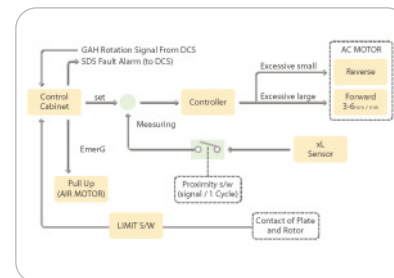 GAH Rotation Signal From DCS
SDS Fault Alarm (to DCS)
AC MOTOR
Excessive small
Reverse
Control
Cabinet
set
Controller
Excessive large
Forward
3-6mm / min
Measuring
EmerG
xL
Sensor
Pull Up
(AIR MOTOR)
Proximity s/w
(signal / 1 Cycle)
LIMIT S/W
Contact of Plate
and Rotor